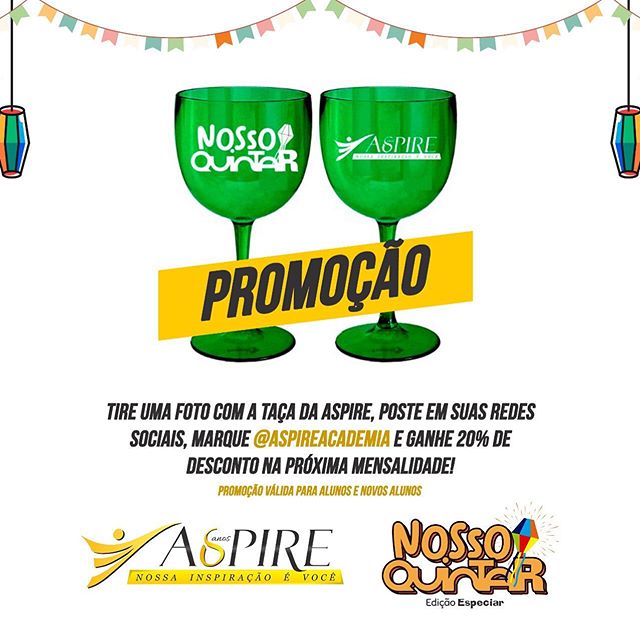 NOSSO
QUINTAR
ASPIRE
NOSSA INSPIRAÇÃO É VOCÊ
PROMOÇÃO
TIRE UMA FOTO COM A TAÇA DA ASPIRE, POSTE EM SUAS REDES
SOCIAIS, MARQUE @ASPIREACADEMIA E GANHE 20% DE
DESCONTO NA PRÓXIMA MENSALIDADE!
PROMOÇÃO VÁLIDA PARA ALUNOS E NOVOS ALUNOS
6 anos
ASPIRE
NOSSA INSPIRAÇÃO É VOCÊ
NOSSO
QUINTAR
Edição Especiar